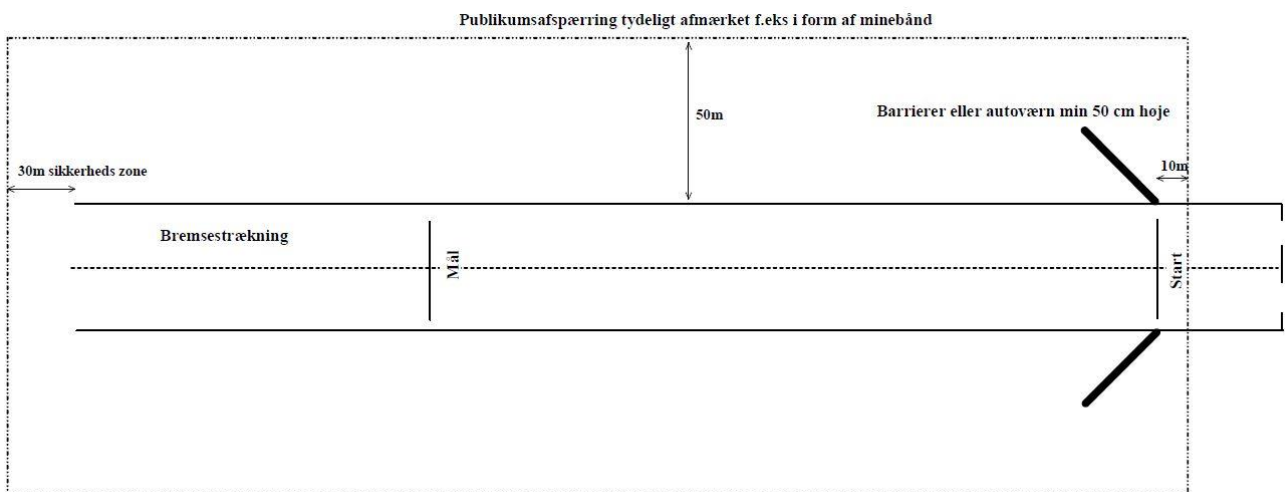 Publikumsafspærring tydeligt afmærket f.eks i form af minebånd
Barrierer eller autoværn min 50 cm høje
50m
30m sikkerheds zone
10m
Bremsestrækning
Mål
Start